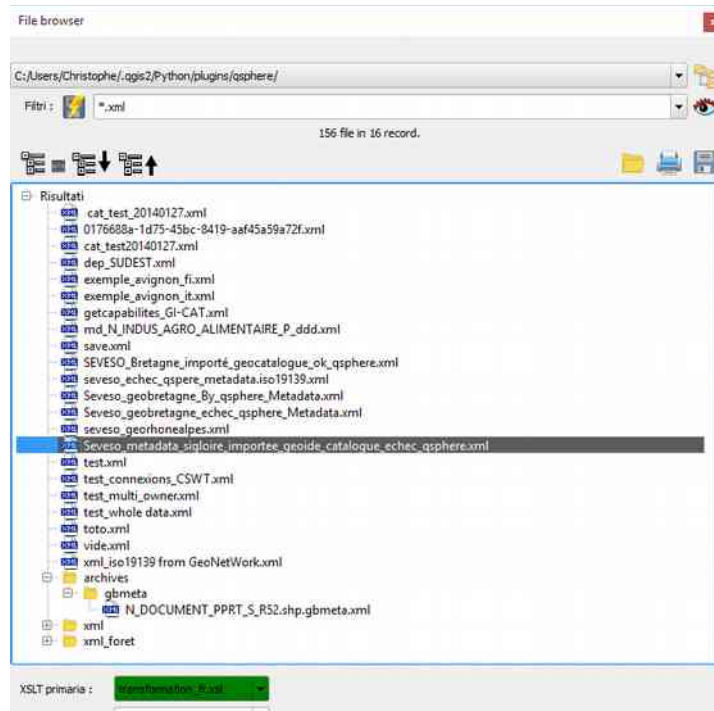 File browser
C:/Users/Christophe/.qgis2/Python/plugins/qsphere/
Filtri : *.xml
156 file in 16 record.
Risultati
cat_test_20140127.xml
0176688a-1d75-45bc-8419-aaf45a59a72f.xml
cat_test20140127.xml
dep_SUDEST.xml
exemple_avignon_fi.xml
exemple_avignon_it.xml
getcapabilites_GI-CAT.xml
md_N_INDUS_AGRO_ALIMENTAIRE_P_ddd.xml
save.xml
SEVESO_Bretagne_importé_geocatalogue_ok_qsphere.xml
seveso_echec_qspere_metadata.iso19139.xml
Seveso_geobretagne_By_qsphere_Metadata.xml
Seveso_geobretagne_echec_qsphere_Metadata.xml
seveso_georhonealpes.xml
Seveso_metadata_sigloire_importee_geoide_catalogue_echec_qsphere.xml
test.xml
test_connexions_CSWT.xml
test_multi_owner.xml
test_whole data.xml
toto.xml
vide.xml
xml_iso19139 from GeoNetWork.xml
archives
gbmeta
N_DOCUMENT_PPRT_S_R52.shp.gbmeta.xml
xml
xml_foret
XSLT primaria : transformation_fr.xsl